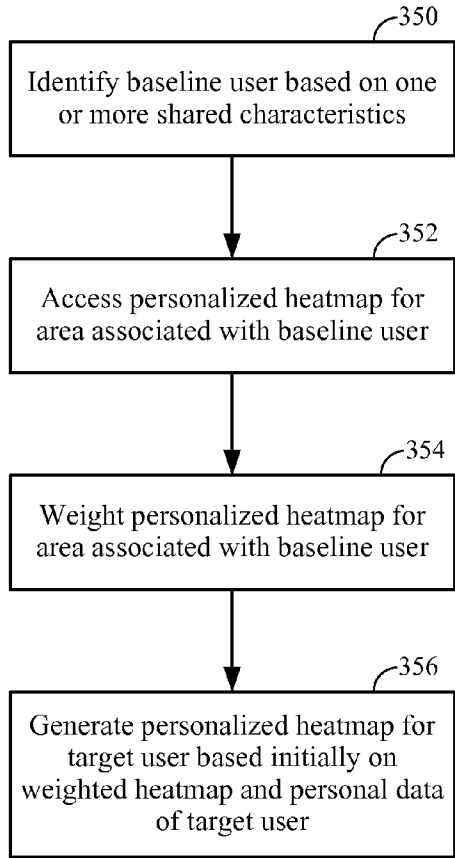 350
Identify baseline user based on one
or more shared characteristics
352
Access personalized heatmap for
area associated with baseline user
354
Weight personalized heatmap for
area associated with baseline user
356
Generate personalized heatmap for
target user based initially on
weighted heatmap and personal data
of target user